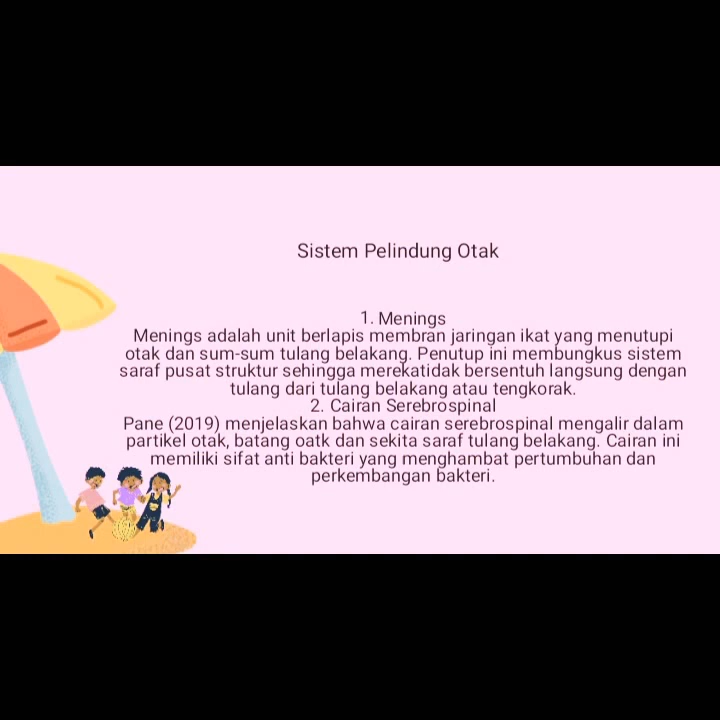 Sistem Pelindung Otak
1. Menings
Menings adalah unit berlapis membran jaringan ikat yang menutupi
otak dan sum-sum tulang belakang. Penutup ini membungkus sistem
saraf pusat struktur sehingga merekatidak bersentuh langsung dengan
tulang dari tulang belakang atau tengkorak.
2. Cairan Serebrospinal
Pane (2019) menjelaskan bahwa cairan serebrospinal mengalir dalam
partikel otak, batang oatk dan sekita saraf tulang belakang. Cairan ini
memiliki sifat anti bakteri yang menghambat pertumbuhan dan
perkembangan bakteri.